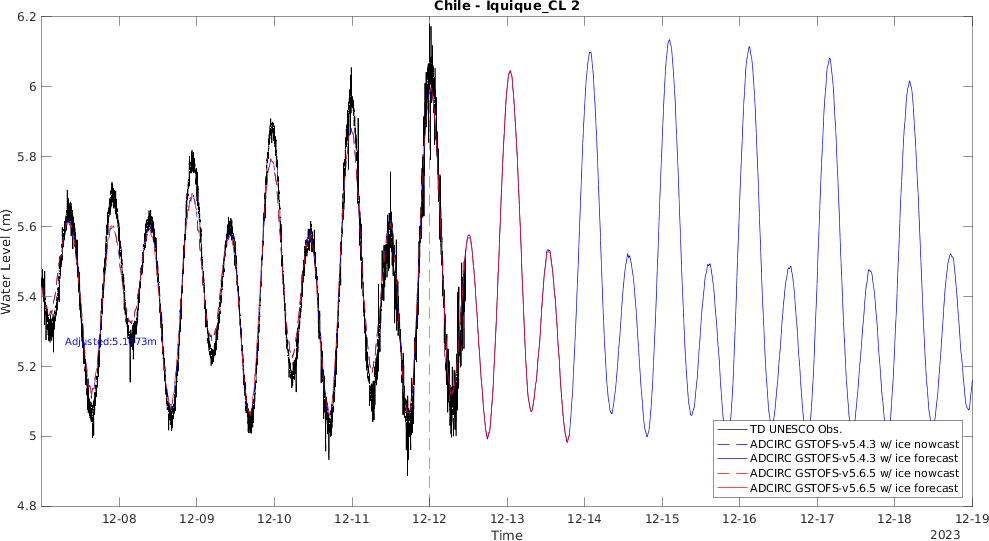 Chile - Iquique_CL 2
6.2
6
5.8
5.6
5.4
5.2
5
4.8
Water Level (m)
TD UNESCO Obs.
ADCIRC GSTOFS-v5.4.3 w/ ice nowcast
ADCIRC GSTOFS-v5.4.3 w/ ice forecast
ADCIRC GSTOFS-v5.6.5 w/ ice nowcast
ADCIRC GSTOFS-v5.6.5 w/ ice forecast
12-08
12-09
12-10
12-11
12-12
12-13
12-14
12-15
12-16
12-17
12-18
12-19
Time
2023